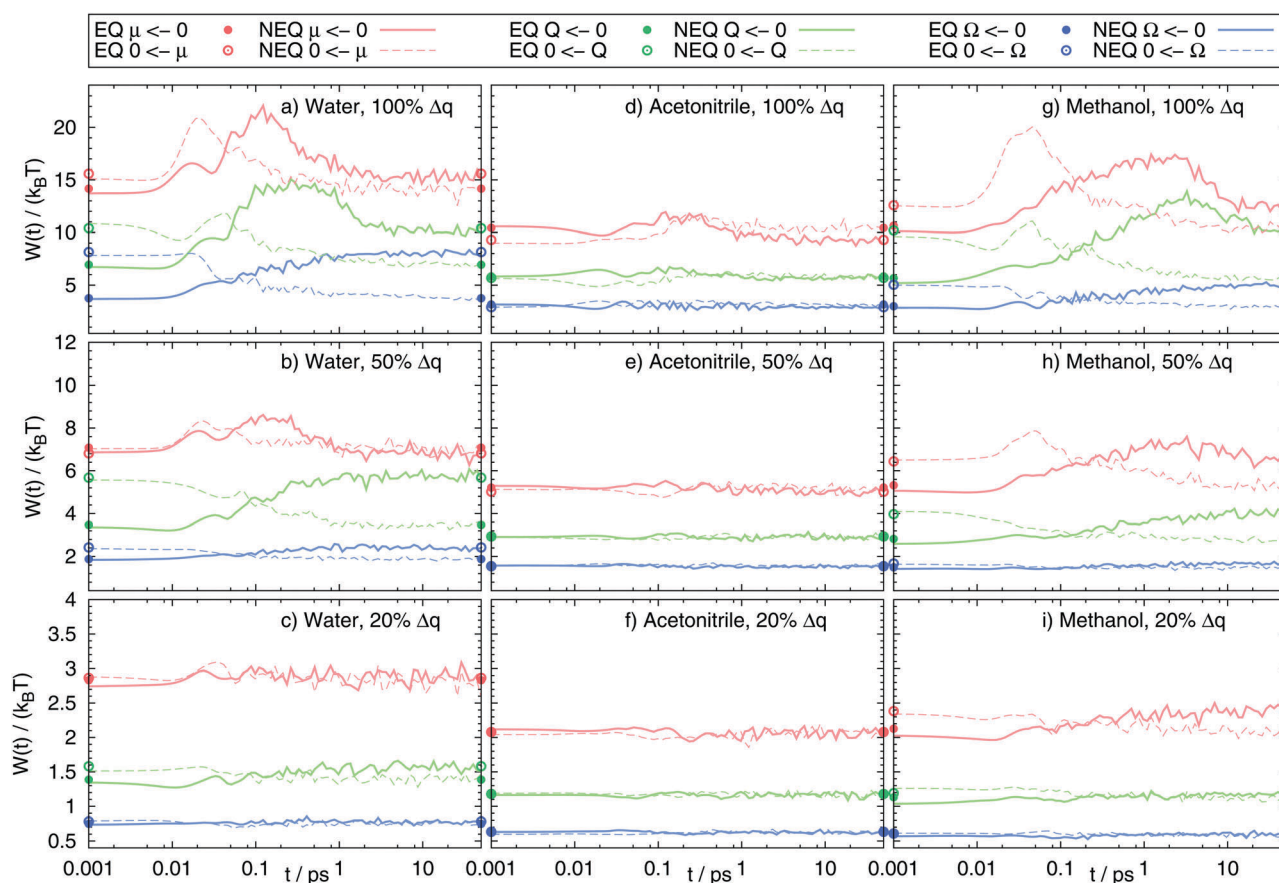 EQ μ <- 0 NEQ μ <- 0 EQ Q <- 0 NEQ Q <- 0 EQ Ω <- 0 NEQ Ω <- 0
EQ 0 <- μ NEQ 0 <- μ EQ 0 <- Q NEQ 0 <- Q EQ 0 <- Ω NEQ 0 <- Ω
a) Water, 100% Δq d) Acetonitrile, 100% Δq g) Methanol, 100% Δq
20
15
10
5
W(t) / (kBT)
12
b) Water, 50% Δq e) Acetonitrile, 50% Δq h) Methanol, 50% Δq
10
8
6
4
2
W(t) / (kBT)
4
c) Water, 20% Δq f) Acetonitrile, 20% Δq i) Methanol, 20% Δq
3.5
3
2.5
2
1.5
1
0.5
W(t) / (kBT)
0.001 0.01 0.1 1 10 0.001 0.01 0.1 1 10 0.001 0.01 0.1 1 10
t / ps t / ps t / ps